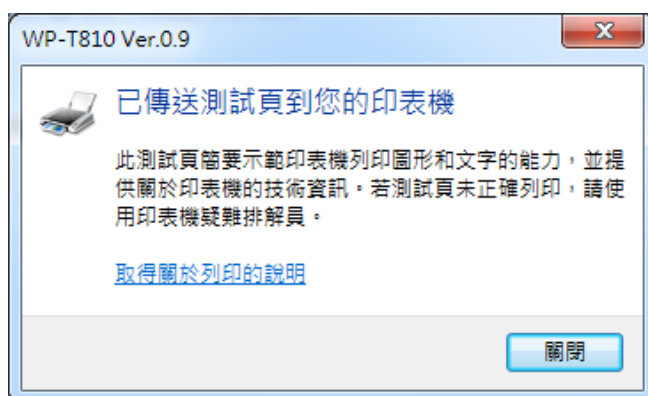 WP-T810 Ver.0.9
已傳送測試頁到您的印表機
此測試頁簡要示範印表機列印圖形和文字的能力，並提
供關於印表機的技術資訊。若測試頁未正確列印，請使
用印表機疑難排解員。
取得關於列印的說明
關閉